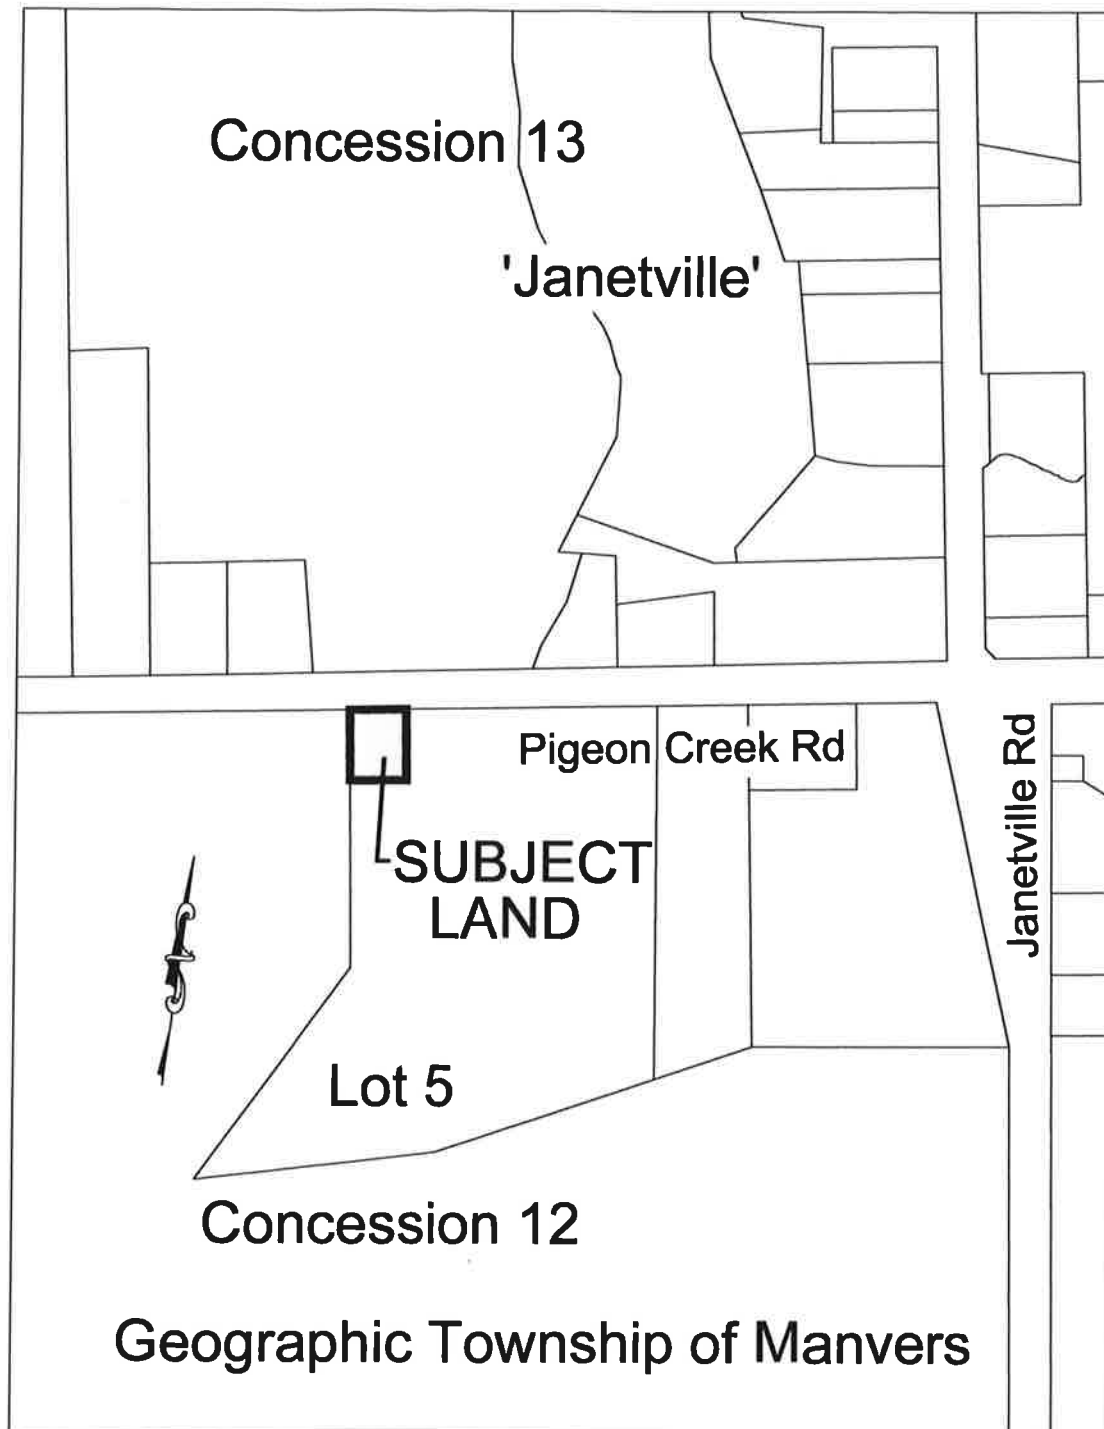 Concession 13
'Janetville'
Pigeon Creek Rd
Janetville Rd
SUBJECT
LAND
Lot 5
Concession 12
Geographic Township of Manvers